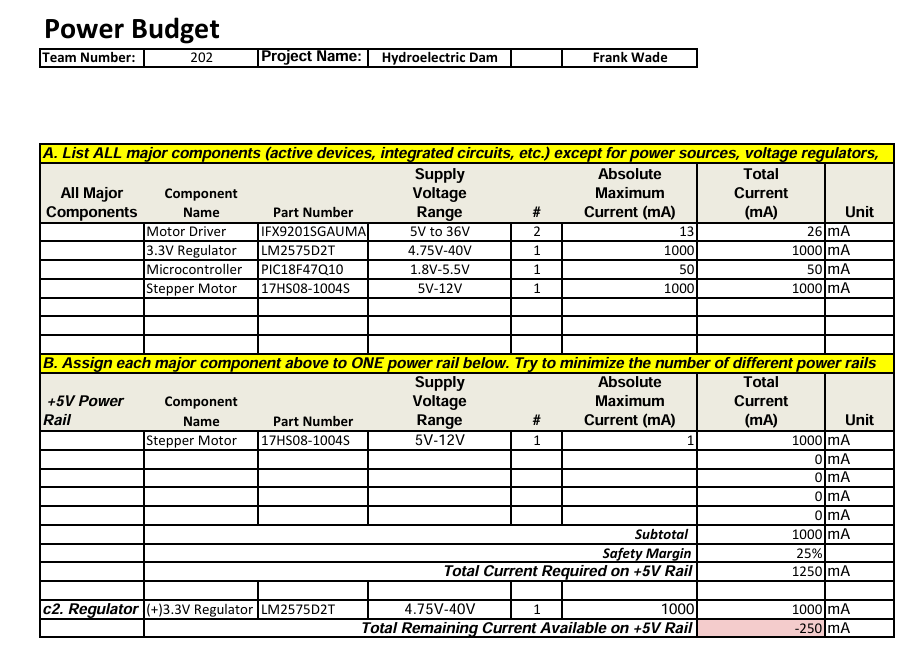 Power Budget
Team Number: 202 Project Name: Hydroelectric Dam Frank Wade
A. List ALL major components (active devices, integrated circuits, etc.) except for power sources, voltage regulators,
All Major Components Component Name Part Number Supply Voltage Range # Absolute Maximum Current (mA) Total Current (mA) Unit
Motor Driver IFX9201SGAUMA 5V to 36V 2 13 26 mA
3.3V Regulator LM2575D2T 4.75V-40V 1 1000 1000 mA
Microcontroller PIC18F47Q10 1.8V-5.5V 1 50 50 mA
Stepper Motor 17HS08-1004S 5V-12V 1 1000 1000 mA
B. Assign each major component above to ONE power rail below. Try to minimize the number of different power rails
+5V Power Rail Component Name Part Number Supply Voltage Range # Absolute Maximum Current (mA) Total Current (mA) Unit
Stepper Motor 17HS08-1004S 5V-12V 1 1 1000 mA
0 mA
0 mA
0 mA
0 mA
Subtotal 1000 mA
Safety Margin 25%
Total Current Required on +5V Rail 1250 mA
c2. Regulator (+)3.3V Regulator LM2575D2T 4.75V-40V 1 1000 1000 mA
Total Remaining Current Available on +5V Rail -250 mA